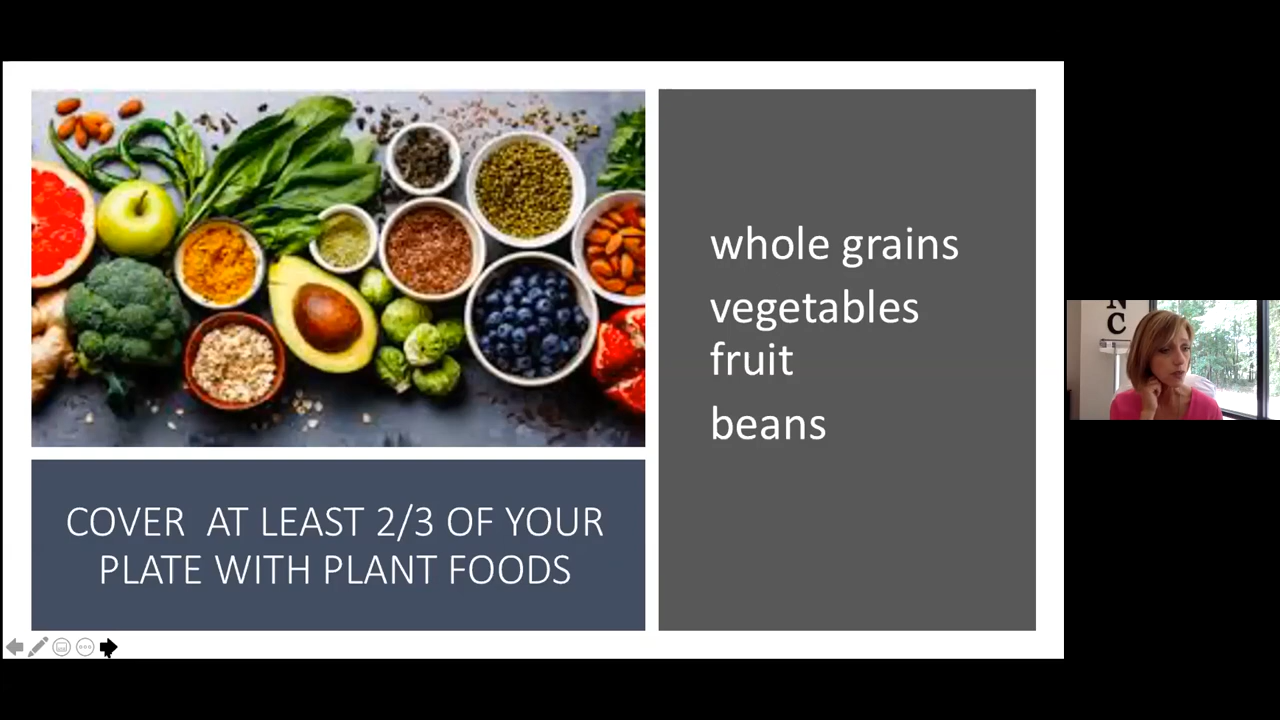 COVER AT LEAST 2/3 OF YOUR
PLATE WITH PLANT FOODS
whole grains
vegetables
fruit
beans
N
C